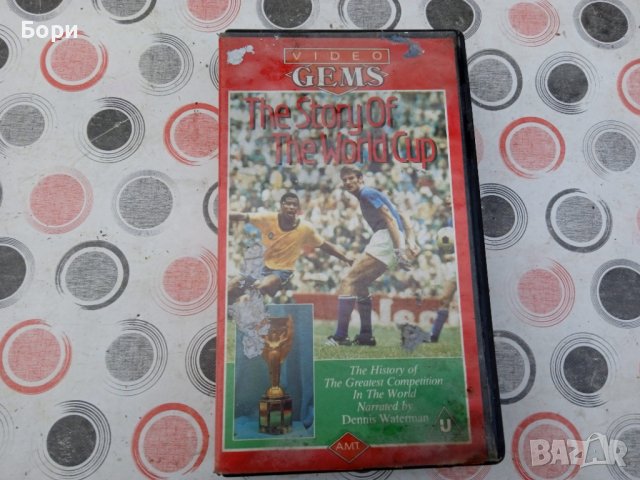 Бори
VIDEO
GEMS
The Story Of
The World Cup
The History of
The Greatest Competition
In The World
Narrated by
Dennis Waterman
U
AMT
BAZAR
bg